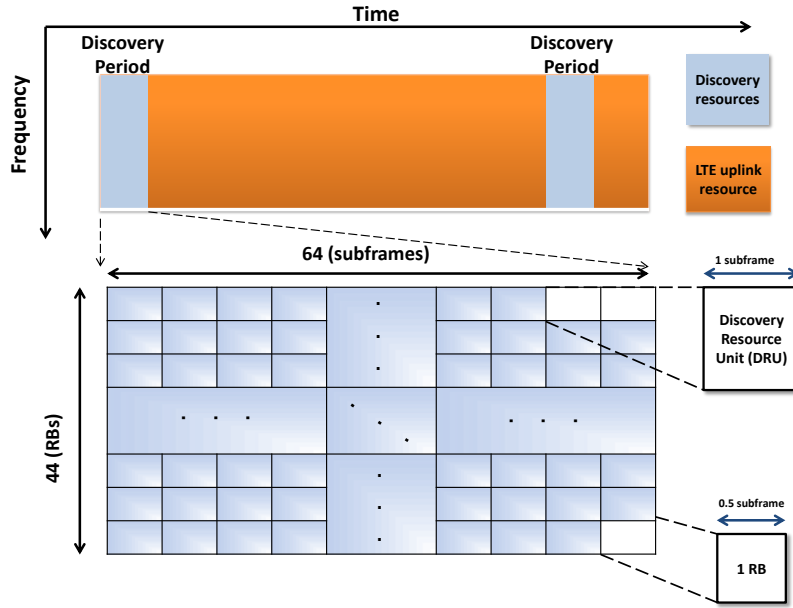 Time
Discovery
Period
Discovery
Period
Frequency
Discovery
resources
LTE uplink
resource
64 (subframes)
1 subframe
Discovery
Resource
Unit (DRU)
44 (RBs)
0.5 subframe
1 RB